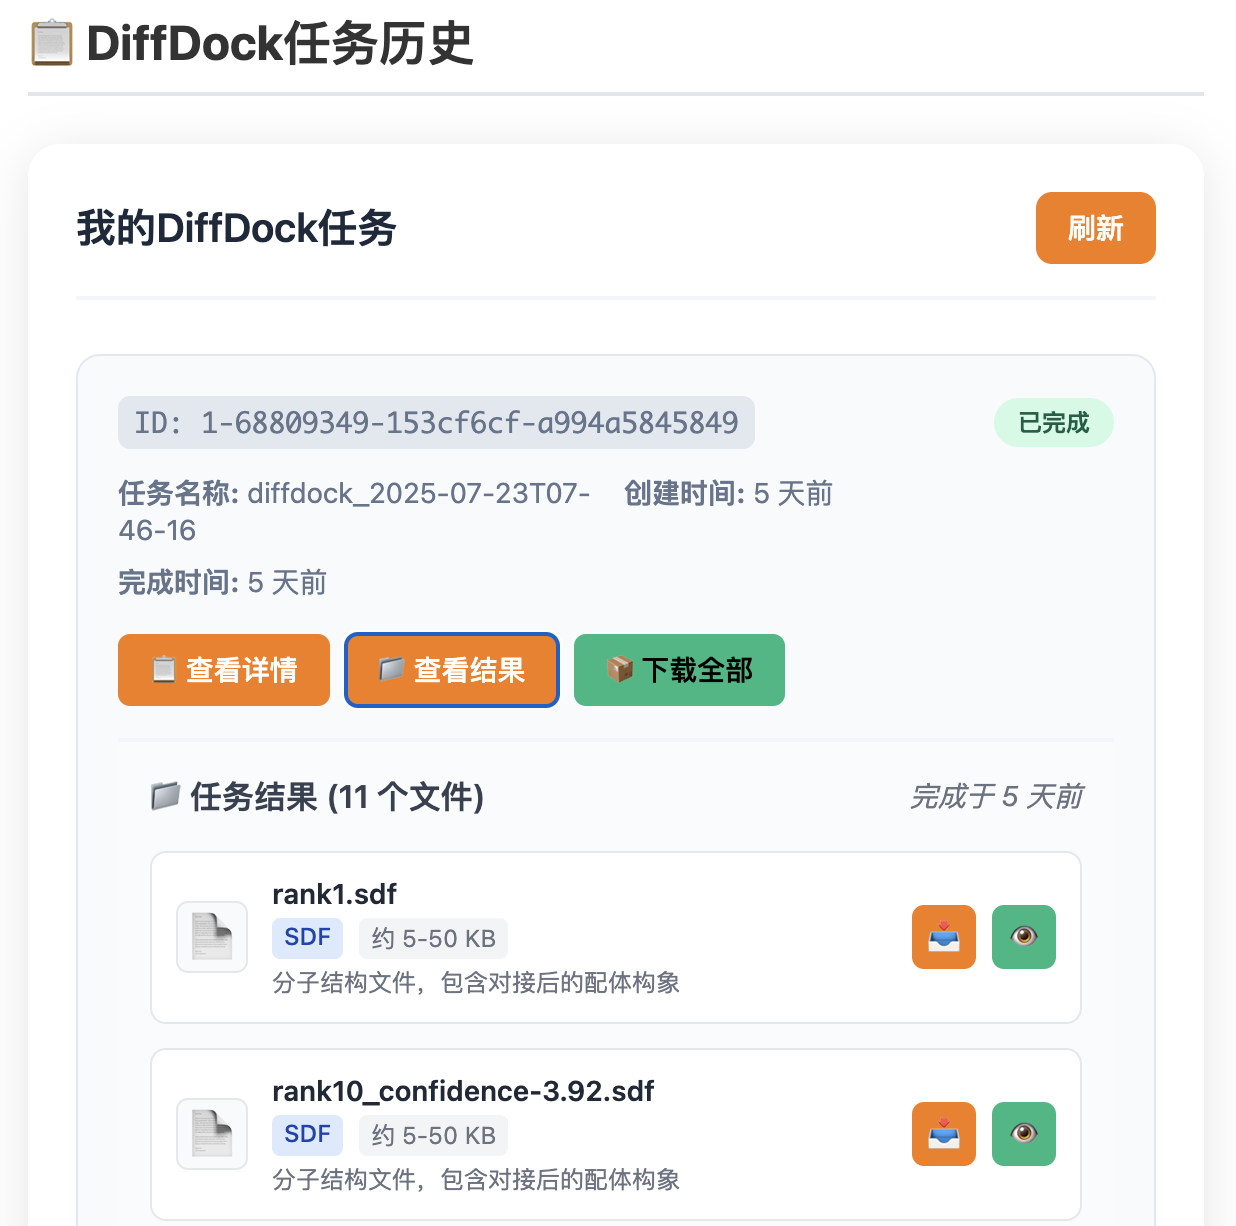 DiffDock任务历史
我的DiffDock任务
刷新
ID: 1-68809349-153cf6cf-a994a5845849
已完成
任务名称: diffdock_2025-07-23T07-
46-16
创建时间: 5 天前
完成时间: 5 天前
查看详情
查看结果
下载全部
任务结果 (11 个文件)
完成于 5 天前
rank1.sdf
SDF
约 5-50 KB
分子结构文件，包含对接后的配体构象
rank10_confidence-3.92.sdf
SDF
约 5-50 KB
分子结构文件，包含对接后的配体构象